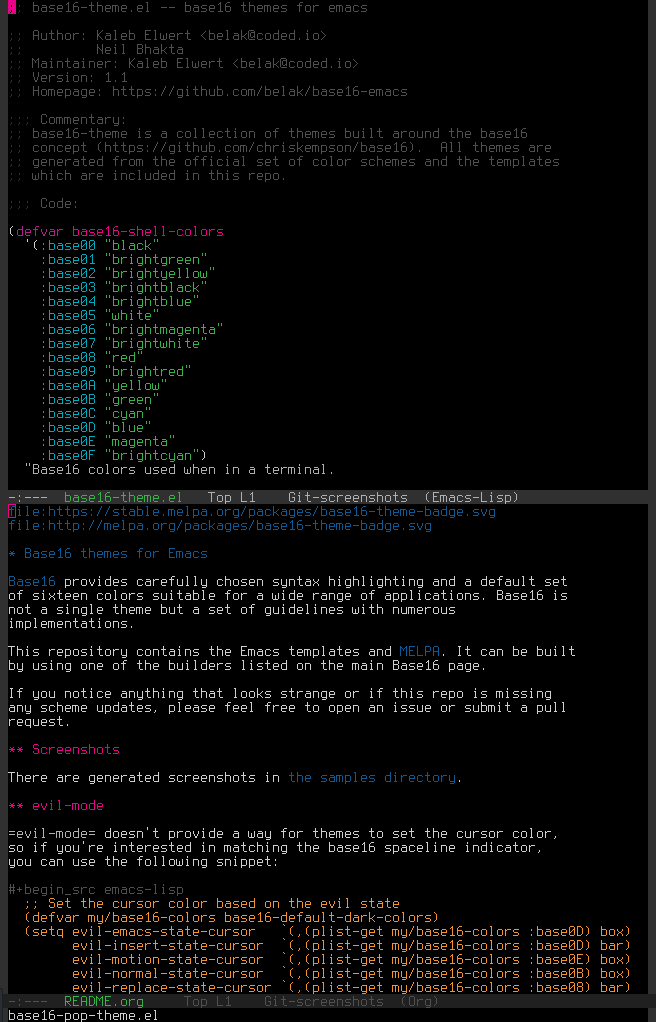 ;; base16-theme.el -- base16 themes for emacs
;; Author: Kaleb Elwert <belak@coded.io>
;;         Neil Bhakta
;; Maintainer: Kaleb Elwert <belak@coded.io>
;; Version: 1.1
;; Homepage: https://github.com/belak/base16-emacs
;;; Commentary:
;; base16-theme is a collection of themes built around the base16
;; concept (https://github.com/chriskempson/base16).  All themes are
;; generated from the official set of color schemes and the templates
;; which are included in this repo.
;;; Code:
(defvar base16-shell-colors
  '(:base00 "black"
    :base01 "brightgreen"
    :base02 "brightyellow"
    :base03 "brightblack"
    :base04 "brightblue"
    :base05 "white"
    :base06 "brightmagenta"
    :base07 "brightwhite"
    :base08 "red"
    :base09 "brightred"
    :base0A "yellow"
    :base0B "green"
    :base0C "cyan"
    :base0D "blue"
    :base0E "magenta"
    :base0F "brightcyan")
  "Base16 colors used when in a terminal.
-:---  base16-theme.el   Top L1    Git-screenshots  (Emacs-Lisp)
file:https://stable.melpa.org/packages/base16-theme-badge.svg
file:http://melpa.org/packages/base16-theme-badge.svg
* Base16 themes for Emacs
Base16 provides carefully chosen syntax highlighting and a default set
of sixteen colors suitable for a wide range of applications. Base16 is
not a single theme but a set of guidelines with numerous
implementations.
This repository contains the Emacs templates and MELPA. It can be built
by using one of the builders listed on the main Base16 page.
If you notice anything that looks strange or if this repo is missing
any scheme updates, please feel free to open an issue or submit a pull
request.
** Screenshots
There are generated screenshots in the samples directory.
** evil-mode
=evil-mode= doesn't provide a way for themes to set the cursor color,
so if you're interested in matching the base16 spaceline indicator,
you can use the following snippet:
#+begin_src emacs-lisp
  ;; Set the cursor color based on the evil state
  (defvar my/base16-colors base16-default-dark-colors)
  (setq evil-emacs-state-cursor   `(,(plist-get my/base16-colors :base0D) box)
        evil-insert-state-cursor  `(,(plist-get my/base16-colors :base0D) bar)
        evil-motion-state-cursor  `(,(plist-get my/base16-colors :base0E) box)
        evil-normal-state-cursor  `(,(plist-get my/base16-colors :base0B) box)
        evil-replace-state-cursor `(,(plist-get my/base16-colors :base08) bar)
-:---  README.org     Top L1    Git-screenshots  (Org)
base16-pop-theme.el